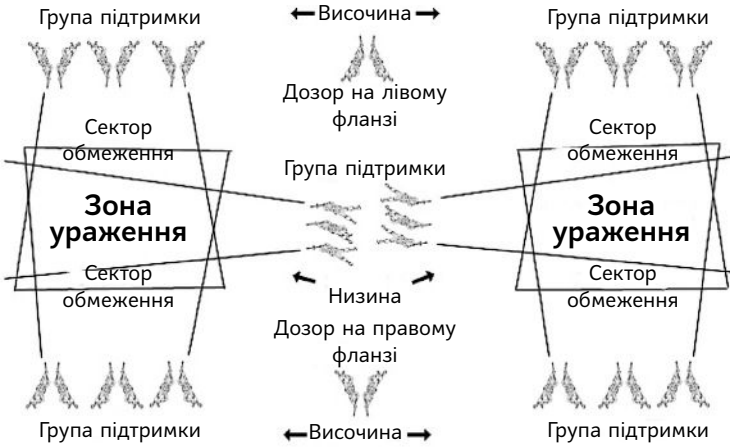 Група підтримки
Височина
Група підтримки
Дозор на лівому
фланзі
Сектор
обмеження
Сектор
обмеження
Група підтримки
Зона
ураження
Зона
ураження
Сектор
обмеження
Сектор
обмеження
Низина
Дозор на правому
фланзі
Група підтримки
Височина
Група підтримки